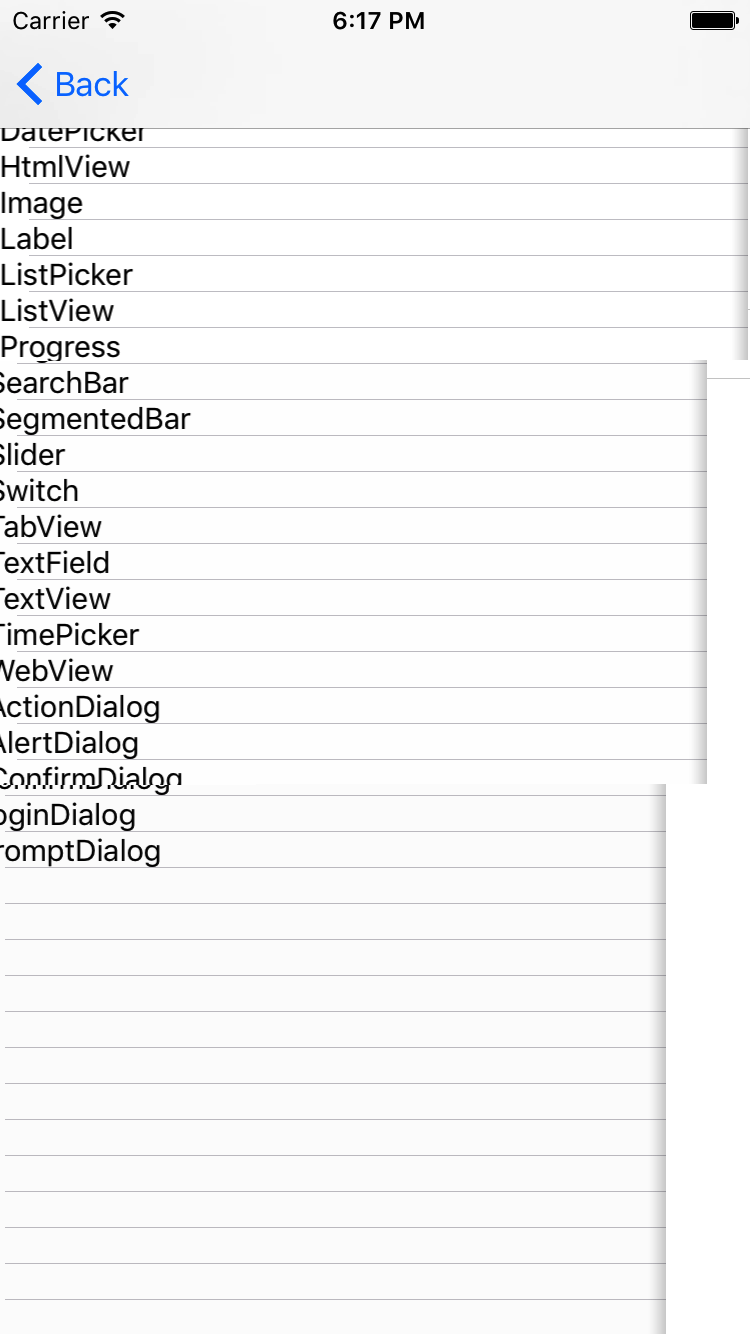 Carrier 6:17 PM
Back
DatePicker
HtmlView
Image
Label
ListPicker
ListView
Progress
SearchBar
SegmentedBar
Slider
Switch
TabView
TextField
TextView
TimePicker
WebView
ActionDialog
AlertDialog
ConfirmDialog
oginDialog
romptDialog